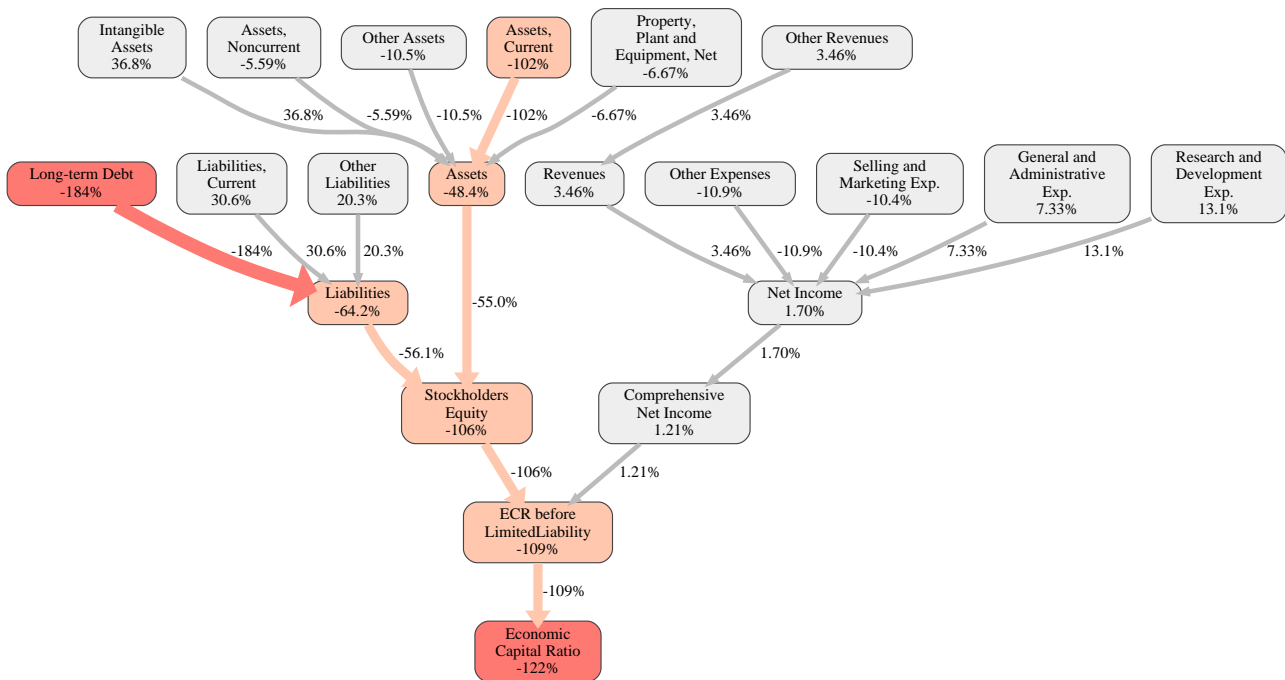 Intangible
Assets
36.8%
Assets,
Noncurrent
-5.59%
Other Assets
-10.5%
Assets,
Current
-102%
Property,
Plant and
Equipment, Net
-6.67%
Other Revenues
3.46%
36.8%
-5.59%
-10.5%
-102%
-6.67%
3.46%
Long-term Debt
-184%
Liabilities,
Current
30.6%
Other
Liabilities
20.3%
Assets
-48.4%
Revenues
3.46%
Other Expenses
-10.9%
Selling and
Marketing Exp.
-10.4%
General and
Administrative
Exp.
7.33%
Research and
Development
Exp.
13.1%
-184%
30.6%
20.3%
3.46%
-10.9%
-10.4%
7.33%
13.1%
Liabilities
-64.2%
-55.0%
Net Income
1.70%
-56.1%
1.70%
Stockholders
Equity
-106%
Comprehensive
Net Income
1.21%
-106%
1.21%
ECR before
LimitedLiability
-109%
-109%
Economic
Capital Ratio
-122%